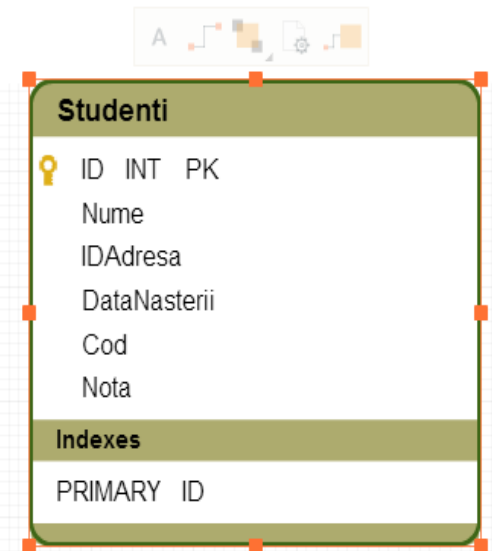 A
Studenti
ID INT PK
Nume
IDAdresa
DataNasterii
Cod
Nota
Indexes
PRIMARY ID